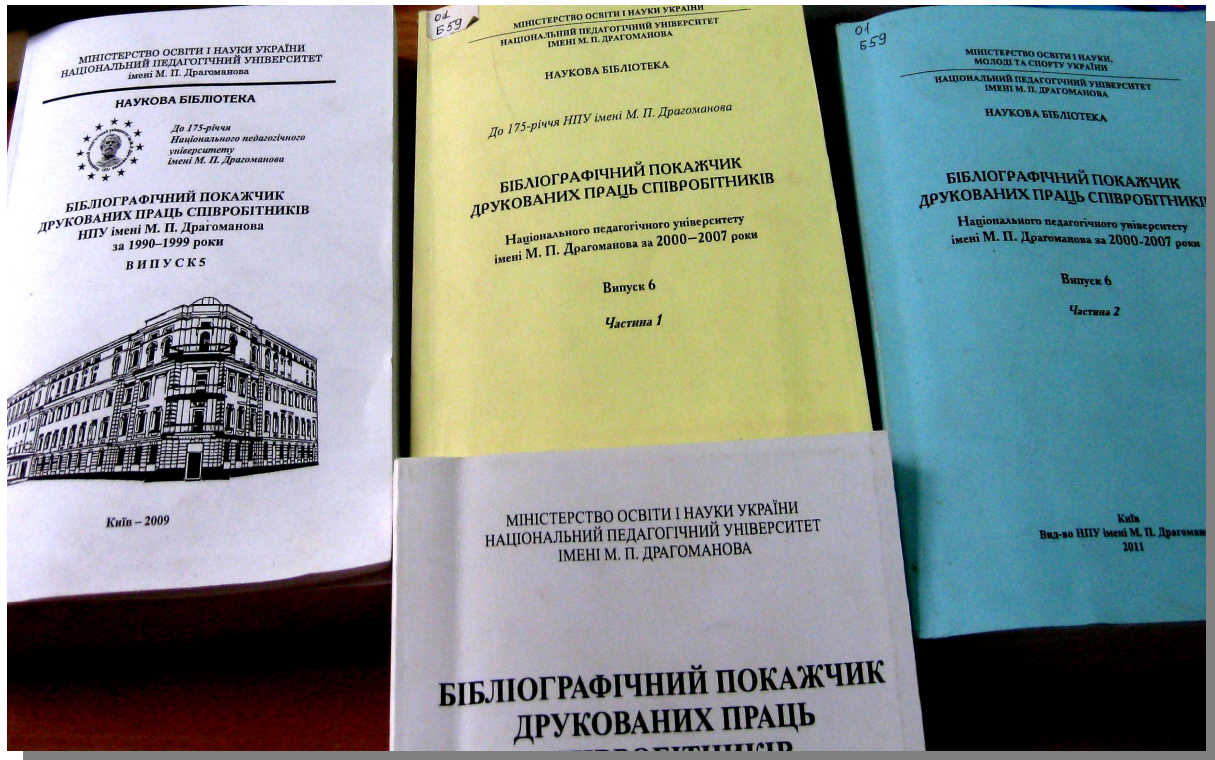 МІНІСТЕРСТВО ОСВІТИ І НАУКИ УКРАЇНИ
НАЦІОНАЛЬНИЙ ПЕДАГОГІЧНИЙ УНІВЕРСИТЕТ
імені М. П. Драгоманова
НАУКОВА БІБЛІОТЕКА
До 175-річчя
Національного педагогічного
університету
імені М. П. Драгоманова
БІБЛІОГРАФІЧНИЙ ПОКАЖЧИК
ДРУКОВАНИХ ПРАЦЬ СПІВРОБІТНИКІВ
НПУ імені М. П. Драгоманова
за 1990–1999 роки
ВИПУСК 5
Київ – 2009
01
Б59
МІНІСТЕРСТВО ОСВІТИ І НАУКИ УКРАЇНИ
НАЦІОНАЛЬНИЙ ПЕДАГОГІЧНИЙ УНІВЕРСИТЕТ
ІМЕНІ М. П. ДРАГОМАНОВА
НАУКОВА БІБЛІОТЕКА
До 175-річчя НПУ імені М. П. Драгоманова
БІБЛІОГРАФІЧНИЙ ПОКАЖЧИК
ДРУКОВАНИХ ПРАЦЬ СПІВРОБІТНИКІВ
Національного педагогічного університету
імені М. П. Драгоманова за 2000–2007 роки
Випуск 6
Частина 1
01
Б59
МІНІСТЕРСТВО ОСВІТИ І НАУКИ,
МОЛОДІ ТА СПОРТУ УКРАЇНИ
НАЦІОНАЛЬНИЙ ПЕДАГОГІЧНИЙ УНІВЕРСИТЕТ
ІМЕНІ М. П. ДРАГОМАНОВА
НАУКОВА БІБЛІОТЕКА
БІБЛІОГРАФІЧНИЙ ПОКАЖЧИК
ДРУКОВАНИХ ПРАЦЬ СПІВРОБІТНИКІ
Національного педагогічного університету
імені М. П. Драгоманова за 2000-2007 роки
Випуск 6
Частина 2
Київ
Вид-во НПУ імені М. П. Драгоман
2011
МІНІСТЕРСТВО ОСВІТИ І НАУКИ УКРАЇНИ
НАЦІОНАЛЬНИЙ ПЕДАГОГІЧНИЙ УНІВЕРСИТЕТ
ІМЕНІ М. П. ДРАГОМАНОВА
БІБЛІОГРАФІЧНИЙ ПОКАЖЧИК
ДРУКОВАНИХ ПРАЦЬ
СПІВРОБІТНИКІВ